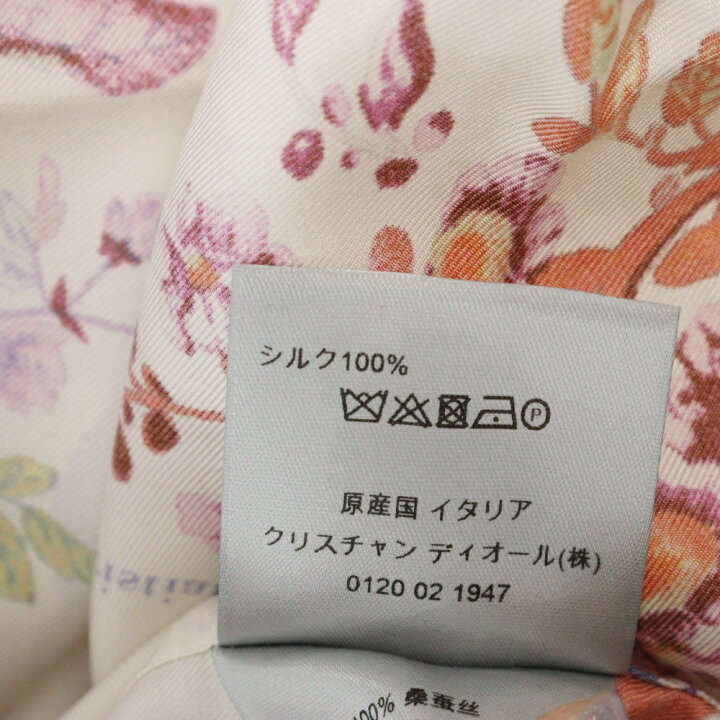 シルク100%
P
原産国 イタリア
クリスチャン ディオール(株)
0120 02 1947
100% 桑蚕丝